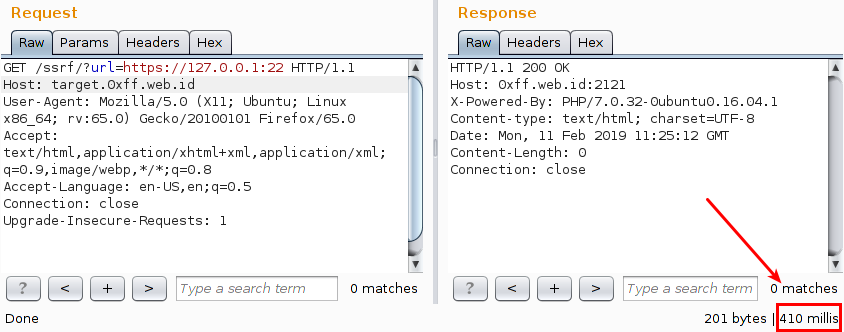 Request
Raw Params Headers Hex
GET /ssrf/?url=https://127.0.0.1:22 HTTP/1.1
Host: target.0xff.web.id
User-Agent: Mozilla/5.0 (X11; Ubuntu; Linux
x86_64; rv:65.0) Gecko/20100101 Firefox/65.0
Accept:
text/html,application/xhtml+xml,application/xml;
q=0.9,image/webp,*/*;q=0.8
Accept-Language: en-US,en;q=0.5
Connection: close
Upgrade-Insecure-Requests: 1
? < + > Type a search term 0 matches
Response
Raw Headers Hex
HTTP/1.1 200 OK
Host: 0xff.web.id:2121
X-Powered-By: PHP/7.0.32-0ubuntu0.16.04.1
Content-type: text/html; charset=UTF-8
Date: Mon, 11 Feb 2019 11:25:12 GMT
Content-Length: 0
Connection: close
? < + > Type a search term 0 matches
Done 201 bytes | 410 millis